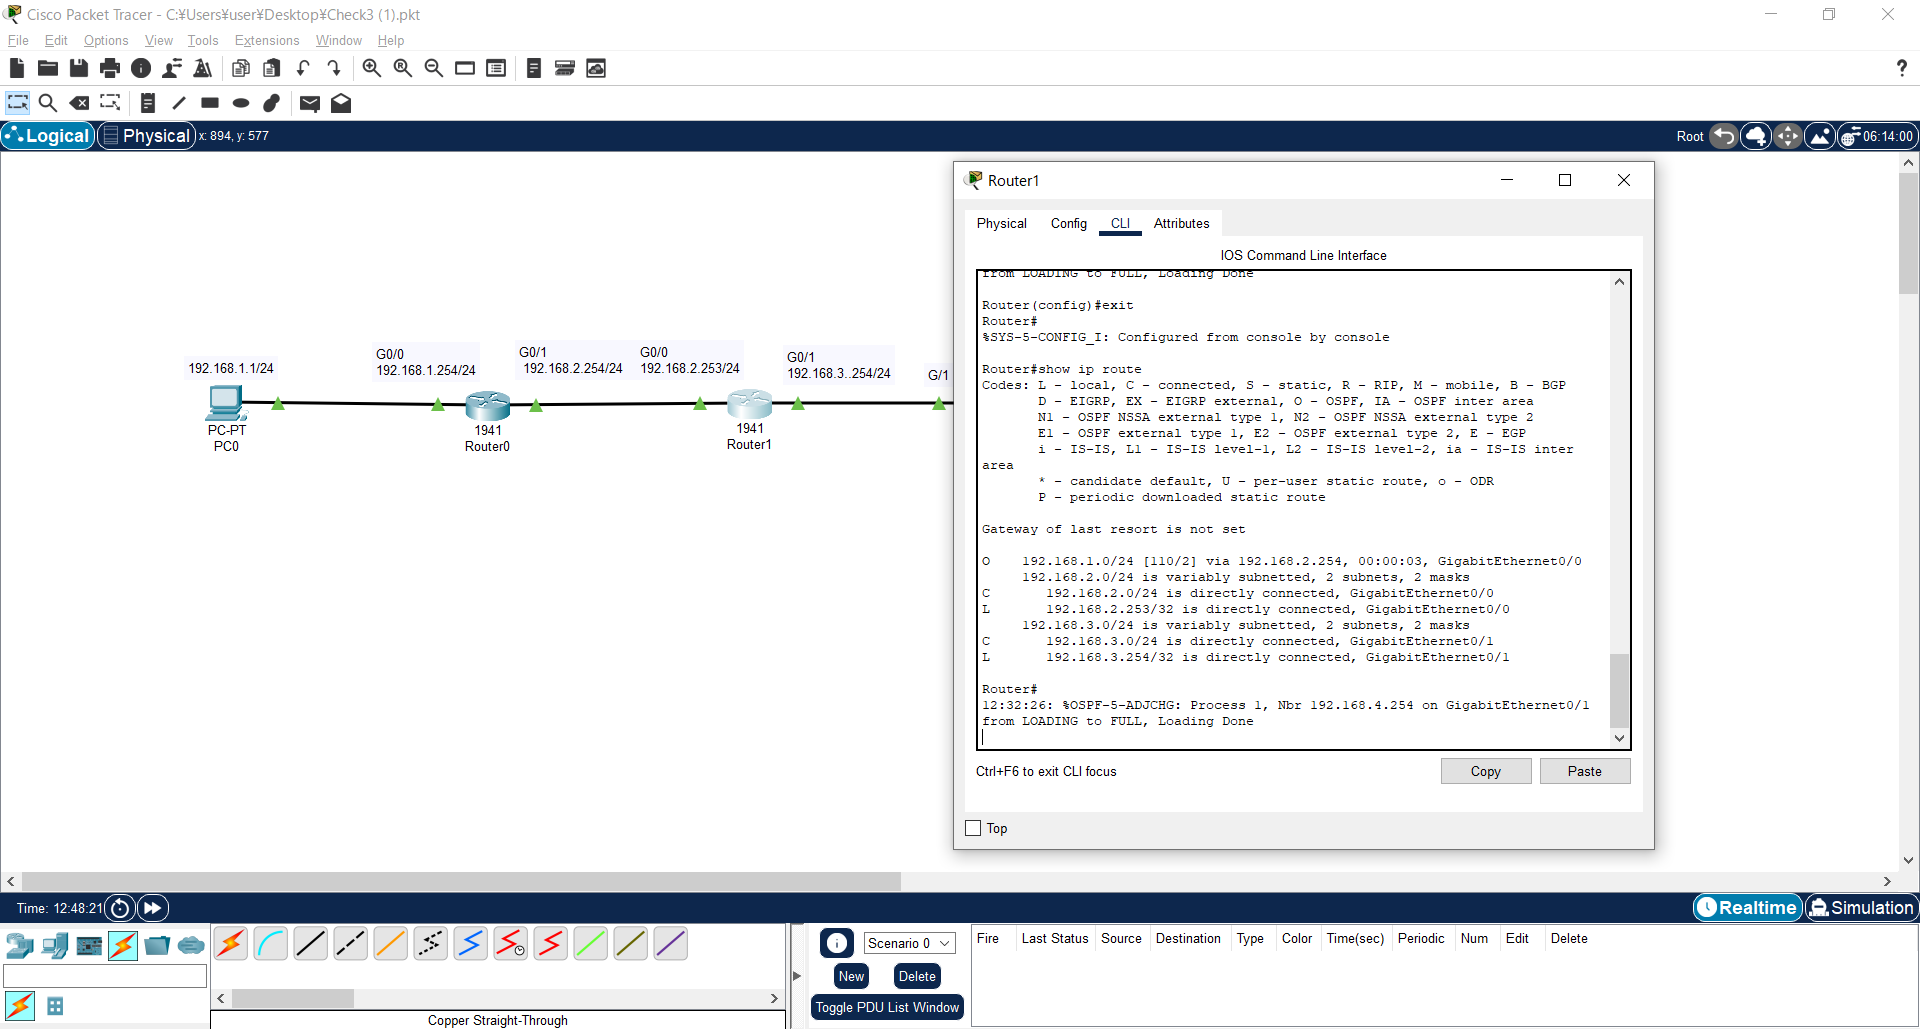 Cisco Packet Tracer - C:¥Users¥user¥Desktop¥Check3 (1).pkt
File Edit Options View Tools Extensions Window Help
Logical Physical x: 894, y: 577 Root 06:14:00
192.168.1.1/24
PC-PT
PC0
G0/0
192.168.1.254/24
1941
Router0
G0/1
192.168.2.254/24
G0/0
192.168.2.253/24
1941
Router1
G0/1
192.168.3..254/24
G/1
Router1
Physical Config CLI Attributes
IOS Command Line Interface
from LOADING to FULL, Loading Done
Router(config)#exit
Router#
%SYS-5-CONFIG_I: Configured from console by console
Router#show ip route
Codes: L - local, C - connected, S - static, R - RIP, M - mobile, B - BGP
D - EIGRP, EX - EIGRP external, O - OSPF, IA - OSPF inter area
N1 - OSPF NSSA external type 1, N2 - OSPF NSSA external type 2
E1 - OSPF external type 1, E2 - OSPF external type 2, E - EGP
i - IS-IS, L1 - IS-IS level-1, L2 - IS-IS level-2, ia - IS-IS inter
area
* - candidate default, U - per-user static route, o - ODR
P - periodic downloaded static route
Gateway of last resort is not set
O 192.168.1.0/24 [110/2] via 192.168.2.254, 00:00:03, GigabitEthernet0/0
192.168.2.0/24 is variably subnetted, 2 subnets, 2 masks
C 192.168.2.0/24 is directly connected, GigabitEthernet0/0
L 192.168.2.253/32 is directly connected, GigabitEthernet0/0
192.168.3.0/24 is variably subnetted, 2 subnets, 2 masks
C 192.168.3.0/24 is directly connected, GigabitEthernet0/1
L 192.168.3.254/32 is directly connected, GigabitEthernet0/1
Router#
12:32:26: %OSPF-5-ADJCHG: Process 1, Nbr 192.168.4.254 on GigabitEthernet0/1
from LOADING to FULL, Loading Done
Ctrl+F6 to exit CLI focus Copy Paste
Top
Time: 12:48:21 Realtime Simulation
Copper Straight-Through
Scenario 0
New Delete
Toggle PDU List Window
Fire Last Status Source Destination Type Color Time(sec) Periodic Num Edit Delete